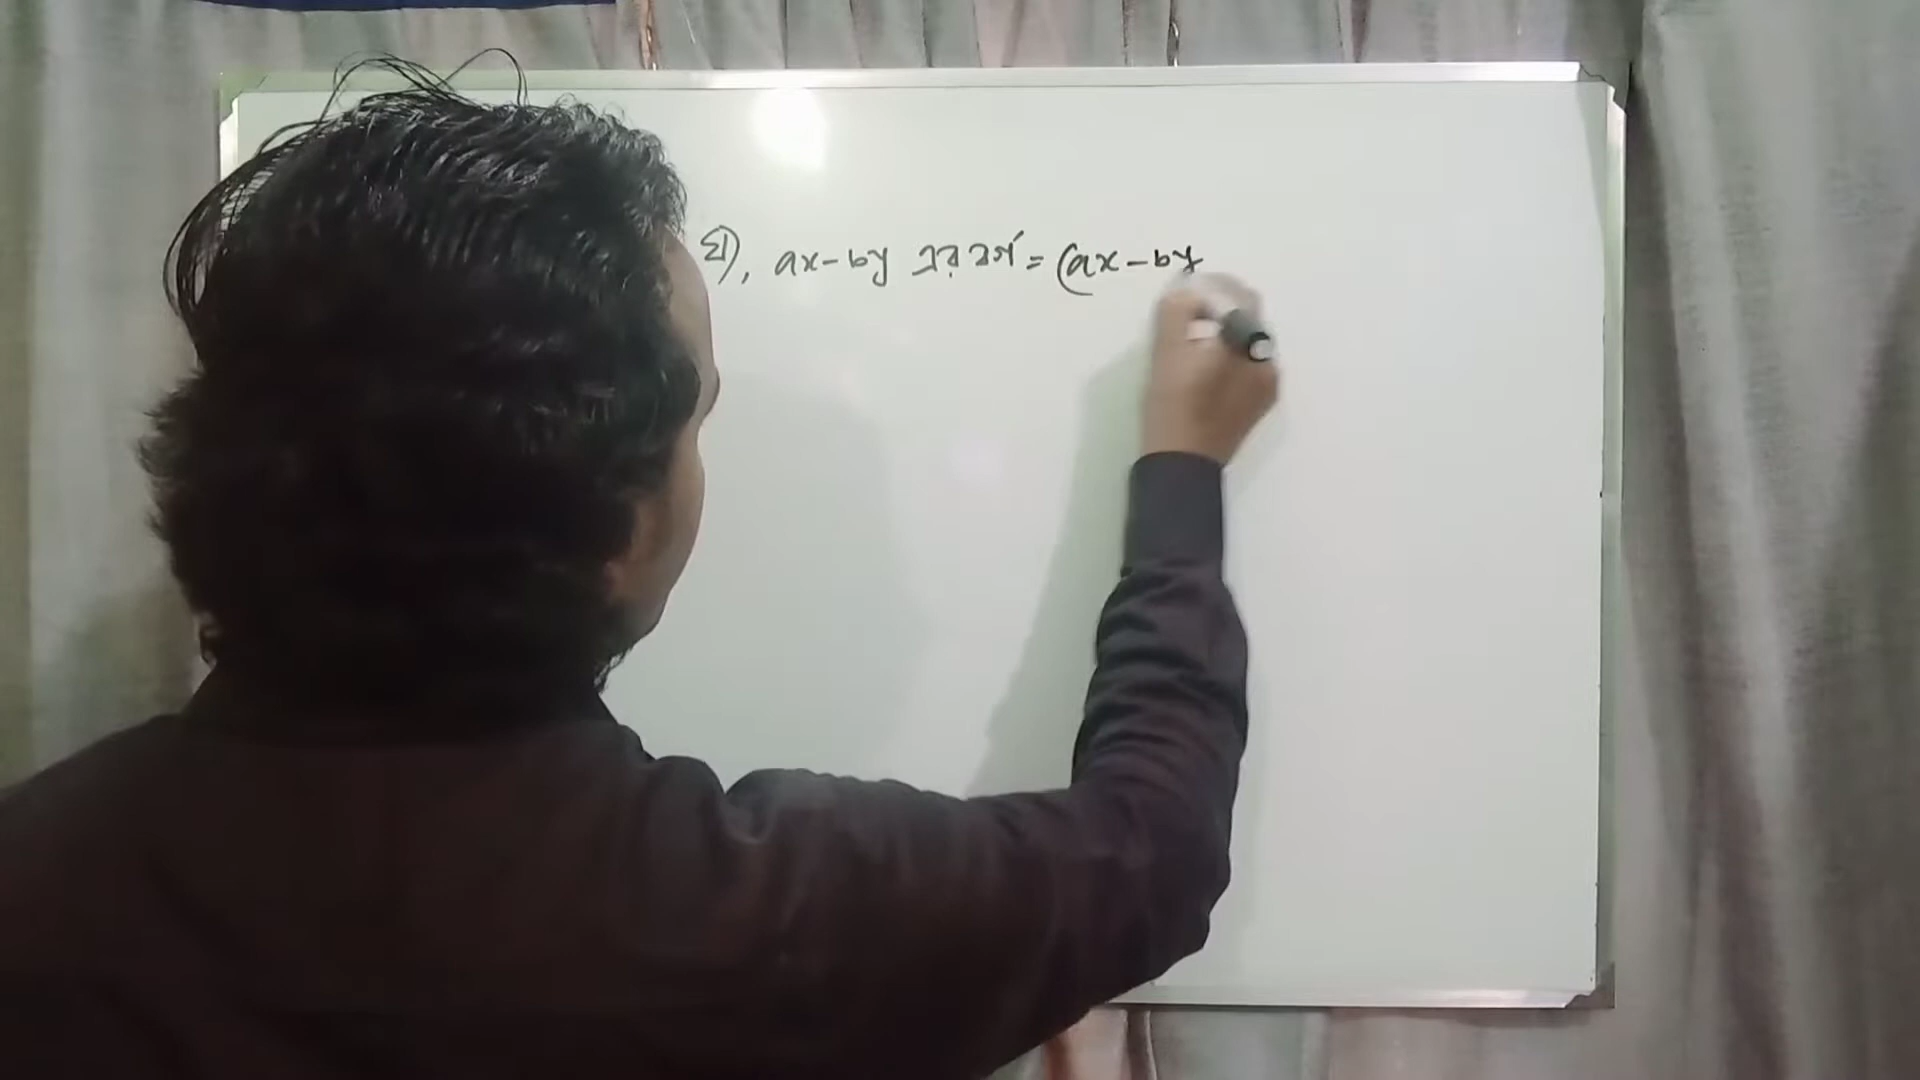 ঘ), ax-by এর বর্গ = (ax-by